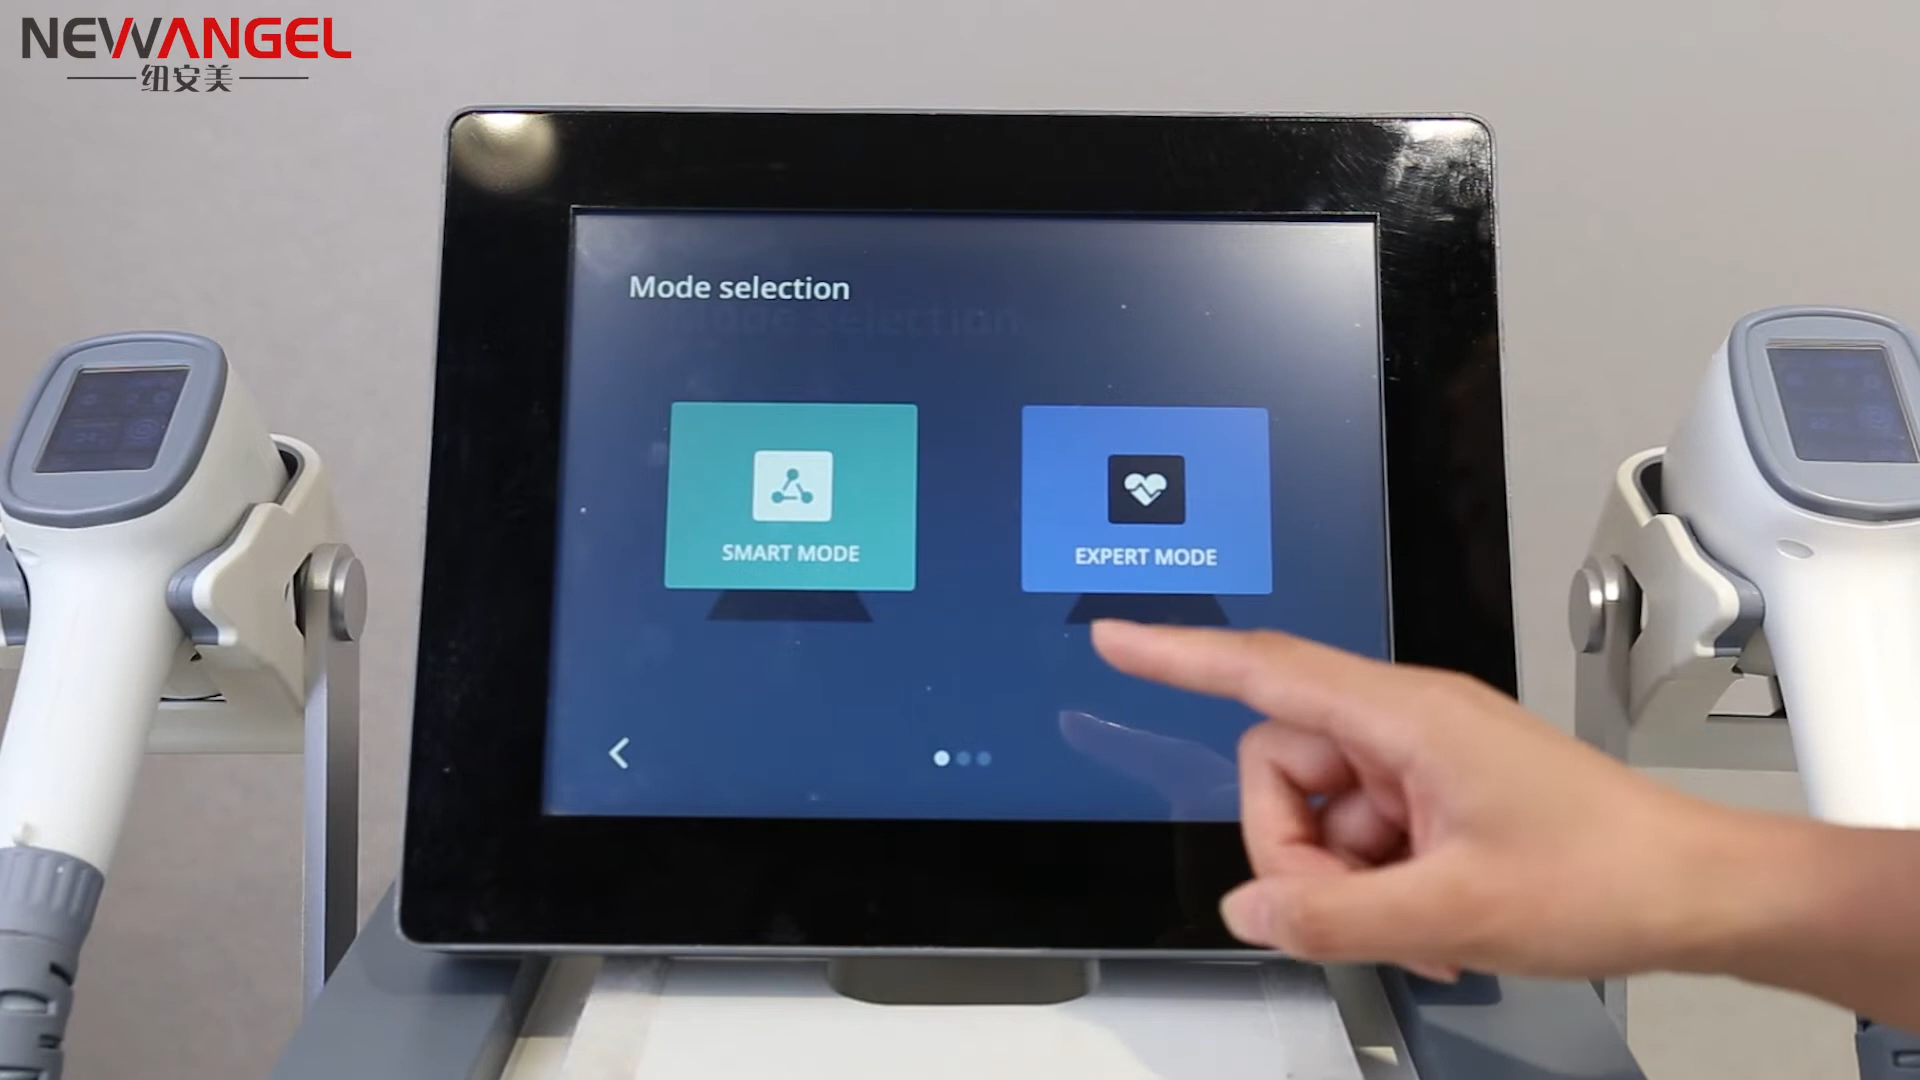 NEWANGEL
纽安美
Mode selection
SMART MODE
EXPERT MODE